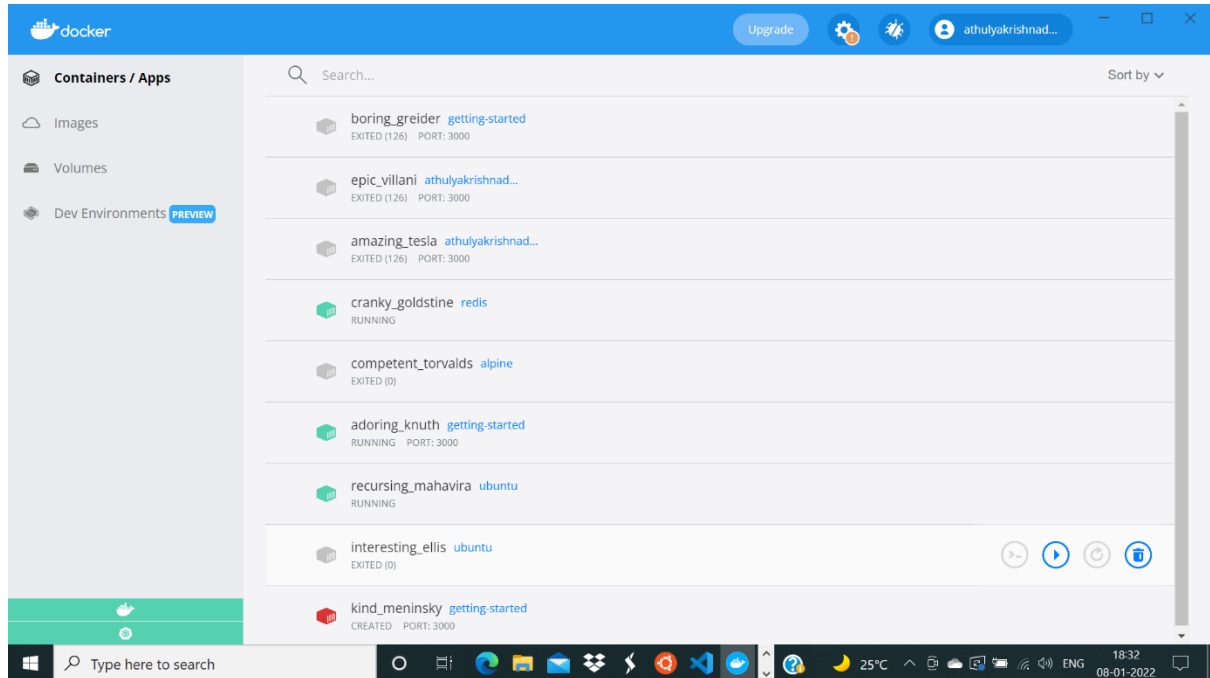 docker
Upgrade
athulyakrishnad...
Containers / Apps
Images
Volumes
Dev Environments PREVIEW
Search...
Sort by
boring_greider getting-started
EXITED (126) PORT: 3000
epic_villani athulyakrishnad...
EXITED (126) PORT: 3000
amazing_tesla athulyakrishnad...
EXITED (126) PORT: 3000
cranky_goldstine redis
RUNNING
competent_torvalds alpine
EXITED (0)
adoring_knuth getting-started
RUNNING PORT: 3000
recursing_mahavira ubuntu
RUNNING
interesting_ellis ubuntu
EXITED (0)
kind_meninsky getting-started
CREATED PORT: 3000
Type here to search
25°C
ENG
18:32
08-01-2022